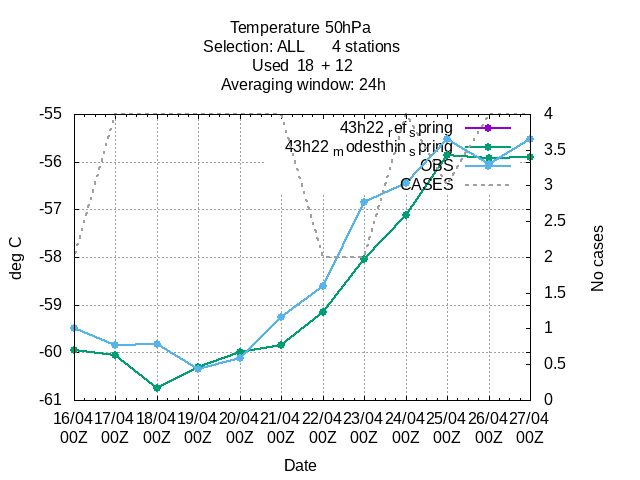 Temperature 50hPa
Selection: ALL 4 stations
Used 18 + 12
Averaging window: 24h
43h22 ref spring
43h22 modesthin spring
OBS
CASES
-55
-56
-57
-58
-59
-60
-61
4
3.5
3
2.5
2
1.5
1
0.5
0
deg C
No cases
16/04 17/04 18/04 19/04 20/04 21/04 22/04 23/04 24/04 25/04 26/04 27/04
00Z 00Z 00Z 00Z 00Z 00Z 00Z 00Z 00Z 00Z 00Z 00Z
Date